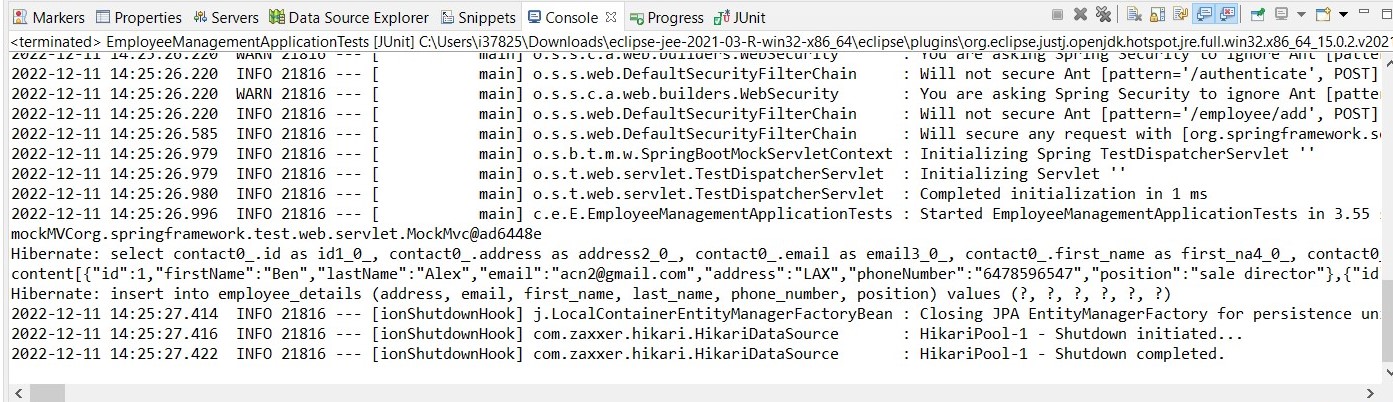 Markers Properties Servers Data Source Explorer Snippets Console Progress JUnit
<terminated> EmployeeManagementApplicationTests [JUnit] C:\Users\i37825\Downloads\eclipse-jee-2021-03-R-win32-x86_64\eclipse\plugins\org.eclipse.justj.openjdk.hotspot.jre.full.win32.x86_64_15.0.2.v2021
2022-12-11 14:25:26.220 WARN 21816 --- [ main] o.s.s.c.a.web.builders.WebSecurity : You are asking Spring Security to ignore Ant [patte
2022-12-11 14:25:26.220 INFO 21816 --- [ main] o.s.s.web.DefaultSecurityFilterChain : Will not secure Ant [pattern='/authenticate', POST]
2022-12-11 14:25:26.220 WARN 21816 --- [ main] o.s.s.c.a.web.builders.WebSecurity : You are asking Spring Security to ignore Ant [patte
2022-12-11 14:25:26.220 INFO 21816 --- [ main] o.s.s.web.DefaultSecurityFilterChain : Will not secure Ant [pattern='/employee/add', POST]
2022-12-11 14:25:26.585 INFO 21816 --- [ main] o.s.s.web.DefaultSecurityFilterChain : Will secure any request with [org.springframework.se
2022-12-11 14:25:26.979 INFO 21816 --- [ main] o.s.b.t.m.w.SpringBootMockServletContext : Initializing Spring TestDispatcherServlet ''
2022-12-11 14:25:26.979 INFO 21816 --- [ main] o.s.t.web.servlet.TestDispatcherServlet : Initializing Servlet ''
2022-12-11 14:25:26.980 INFO 21816 --- [ main] o.s.t.web.servlet.TestDispatcherServlet : Completed initialization in 1 ms
2022-12-11 14:25:26.996 INFO 21816 --- [ main] c.e.E.EmployeeManagementApplicationTests : Started EmployeeManagementApplicationTests in 3.55 s
mockMVCorg.springframework.test.web.servlet.MockMvc@ad6448e
Hibernate: select contact0_.id as id1_0_, contact0_.address as address2_0_, contact0_.email as email3_0_, contact0_.first_name as first_na4_0_, contact0_
content[{"id":1,"firstName":"Ben","lastName":"Alex","email":"acn2@gmail.com","address":"LAX","phoneNumber":"6478596547","position":"sale director"},{"id
Hibernate: insert into employee_details (address, email, first_name, last_name, phone_number, position) values (?, ?, ?, ?, ?, ?)
2022-12-11 14:25:27.414 INFO 21816 --- [ionShutdownHook] j.LocalContainerEntityManagerFactoryBean : Closing JPA EntityManagerFactory for persistence uni
2022-12-11 14:25:27.416 INFO 21816 --- [ionShutdownHook] com.zaxxer.hikari.HikariDataSource : HikariPool-1 - Shutdown initiated...
2022-12-11 14:25:27.422 INFO 21816 --- [ionShutdownHook] com.zaxxer.hikari.HikariDataSource : HikariPool-1 - Shutdown completed.